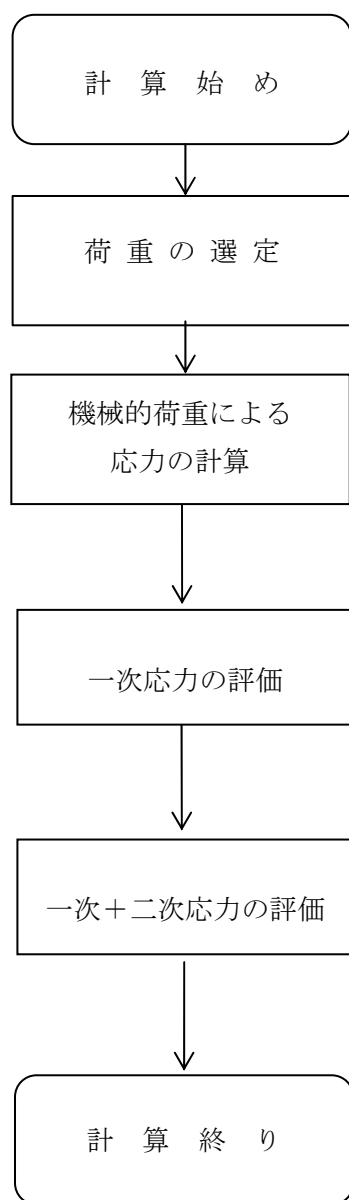 計算始め
荷重の選定
機械的荷重による
応力の計算
一次応力の評価
一次＋二次応力の評価
計算終り